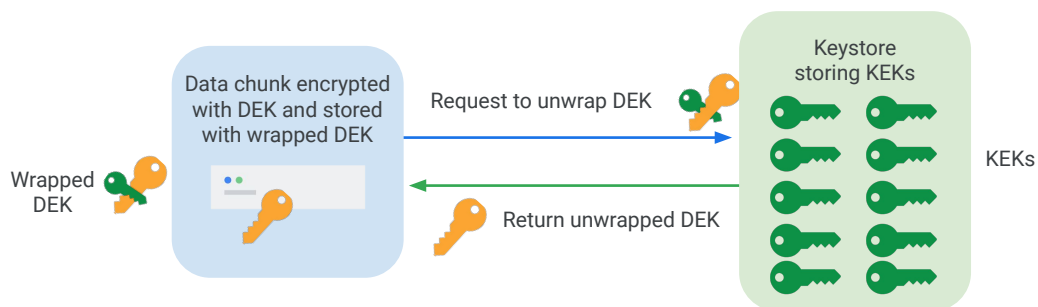 Data chunk encrypted
with DEK and stored
with wrapped DEK
Wrapped
DEK
Request to unwrap DEK
Return unwrapped DEK
Keystore
storing KEKs
KEKs